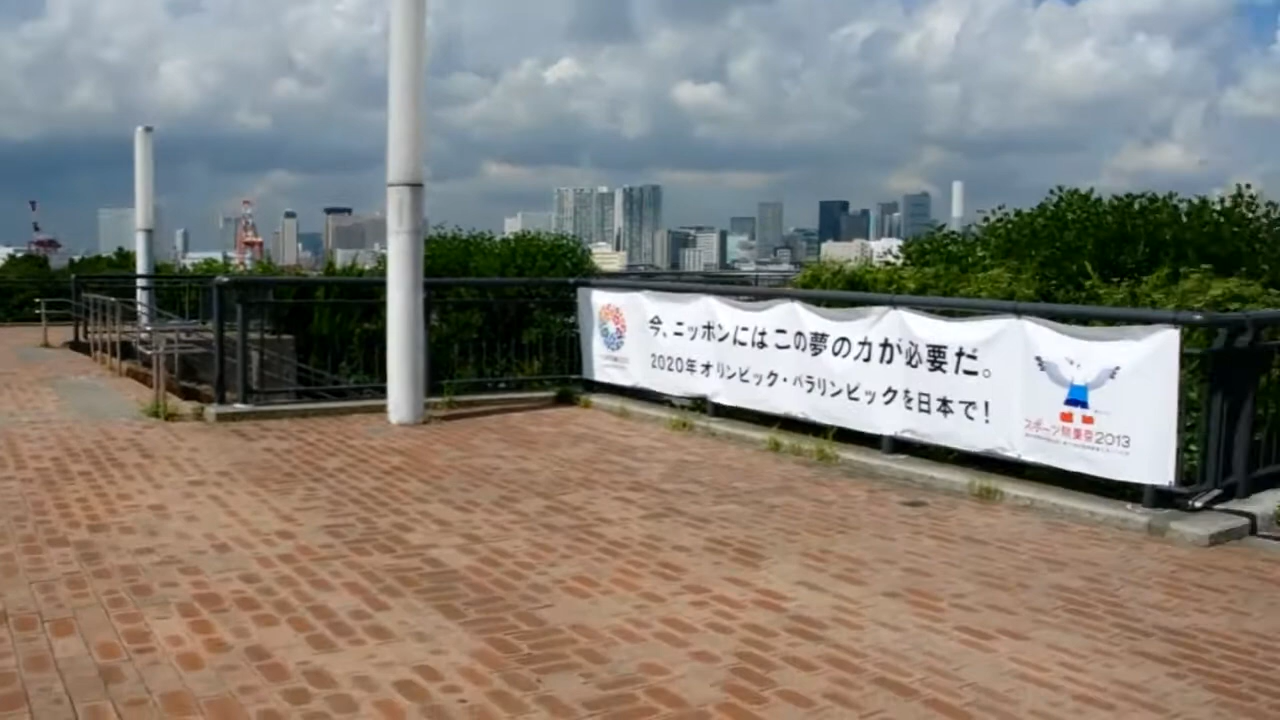 今、ニッポンにはこの夢の力が必要だ。
2020年オリンピック・パラリンピックを日本で!
スポーツ祭東京2013